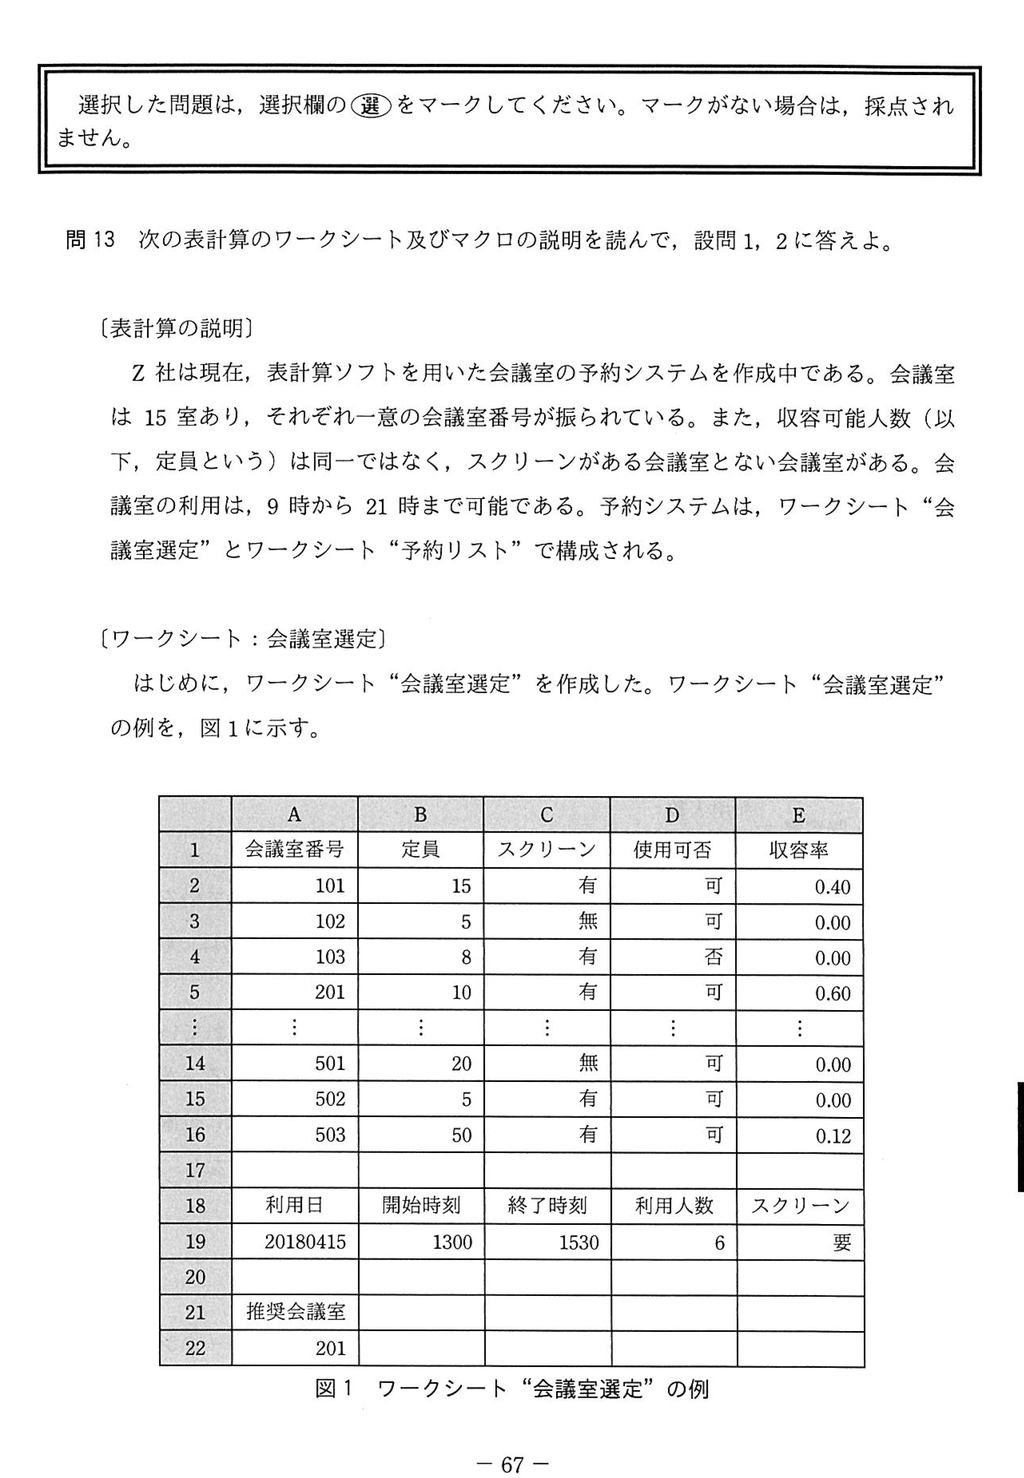 選択した問題は，選択欄の㊤選をマークしてください。マークがない場合は，採点され
ません。
問13　次の表計算のワークシート及びマクロの説明を読んで，設問1，2に答えよ。
〔表計算の説明〕
Z 社は現在，表計算ソフトを用いた会議室の予約システムを作成中である。会議室
は 15 室あり，それぞれ一意の会議室番号が振られている。また，収容可能人数（以
下，定員という）は同一ではなく，スクリーンがある会議室とない会議室がある。会
議室の利用は，9 時から 21 時まで可能である。予約システムは，ワークシート“会
議室選定”とワークシート“予約リスト”で構成される。
〔ワークシート：会議室選定〕
はじめに，ワークシート“会議室選定”を作成した。ワークシート“会議室選定”
の例を，図1に示す。
A B C D E
1 会議室番号 定員 スクリーン 使用可否 収容率
2 101 15 有 可 0.40
3 102 5 無 可 0.00
4 103 8 有 否 0.00
5 201 10 有 可 0.60
⋮ ⋮ ⋮ ⋮ ⋮ ⋮
14 501 20 無 可 0.00
15 502 5 有 可 0.00
16 503 50 有 可 0.12
17
18 利用日 開始時刻 終了時刻 利用人数 スクリーン
19 20180415 1300 1530 6 要
20
21 推奨会議室
22 201
図1　ワークシート“会議室選定”の例
－ 67 －